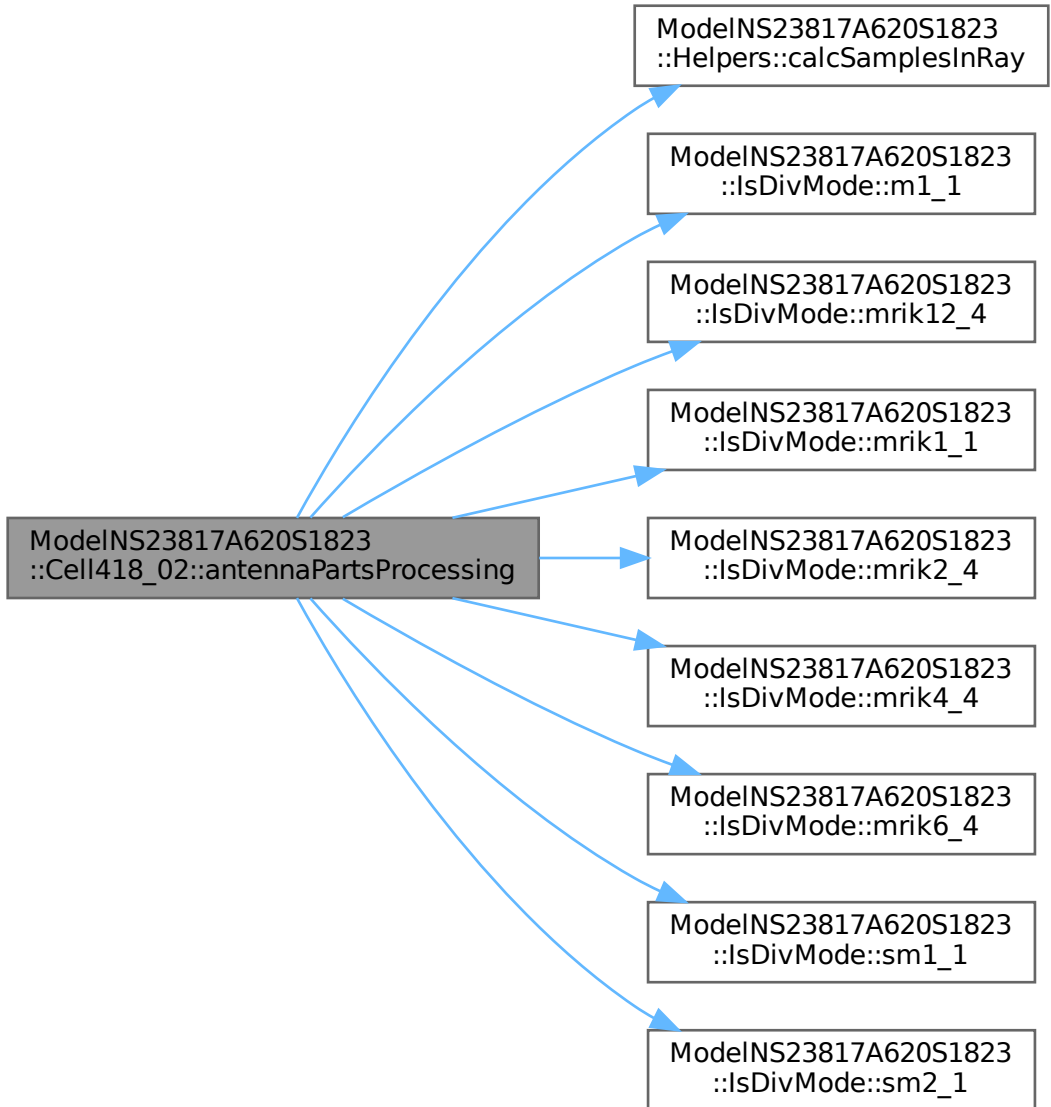 ModelNS23817A620S1823
::Helpers::calcSamplesInRay
ModelNS23817A620S1823
::IsDivMode::m1_1
ModelNS23817A620S1823
::IsDivMode::mrik12_4
ModelNS23817A620S1823
::IsDivMode::mrik1_1
ModelNS23817A620S1823
::Cell418_02::antennaPartsProcessing
ModelNS23817A620S1823
::IsDivMode::mrik2_4
ModelNS23817A620S1823
::IsDivMode::mrik4_4
ModelNS23817A620S1823
::IsDivMode::mrik6_4
ModelNS23817A620S1823
::IsDivMode::sm1_1
ModelNS23817A620S1823
::IsDivMode::sm2_1